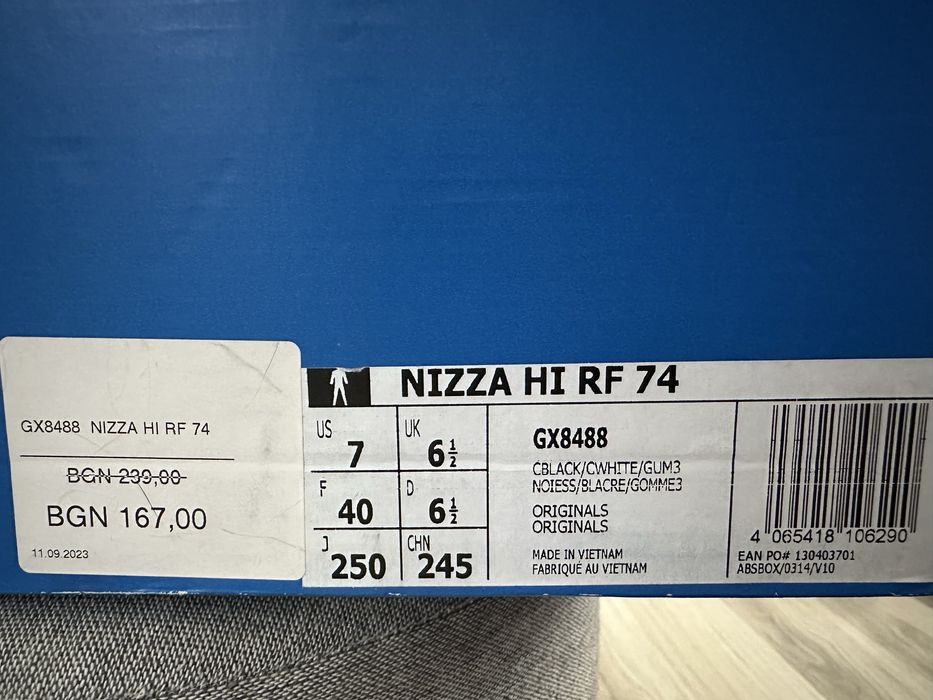 GX8488 NIZZA HI RF 74
BGN 239,00
BGN 167,00
11.09.2023
NIZZA HI RF 74
US 7
UK 6½
F 40
D 6½
J 250
CHN 245
GX8488
CBLACK/CWHITE/GUM3
NOIESS/BLACRE/GOMME3
ORIGINALS
ORIGINALS
MADE IN VIETNAM
FABRIQUÉ AU VIETNAM
4 065418 106290
EAN PO# 130403701
ABSBOX/0314/V10